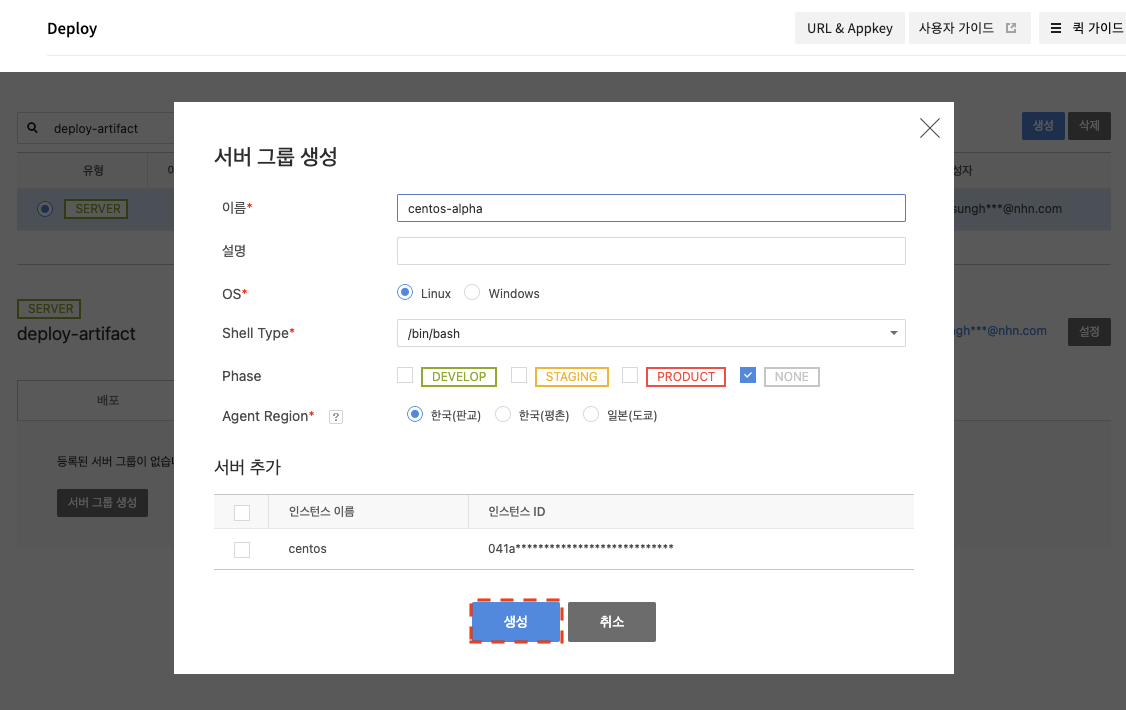 Deploy
URL & Appkey 사용자 가이드 퀵 가이드
deploy-artifact 생성 삭제
유형
SERVER sungh***@nhn.com
SERVER
deploy-artifact gh***@nhn.com 설정
배포
등록된 서버 그룹이 없습니
서버 그룹 생성
서버 그룹 생성
이름* centos-alpha
설명
OS* Linux Windows
Shell Type* /bin/bash
Phase DEVELOP STAGING PRODUCT NONE
Agent Region* ? 한국(판교) 한국(평촌) 일본(도쿄)
서버 추가
인스턴스 이름 인스턴스 ID
centos 041a****************************
생성 취소